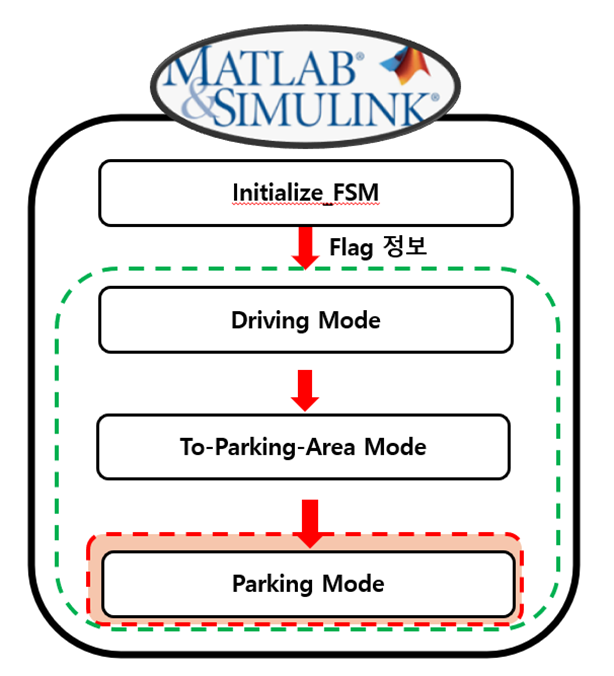 MATLAB®
&SIMULINK®
Initialize_FSM
Flag 정보
Driving Mode
To-Parking-Area Mode
Parking Mode